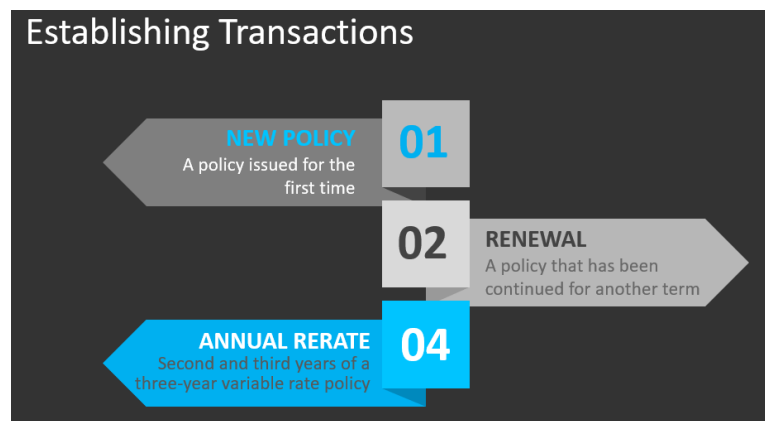 Establishing Transactions
NEW POLICY
A policy issued for the
first time
01
02
RENEWAL
A policy that has been
continued for another term
ANNUAL RERATE
Second and third years of a
three-year variable rate policy
04